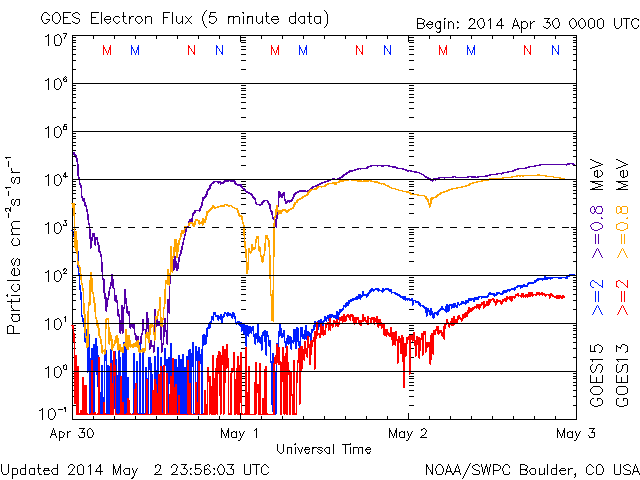 GOES Electron Flux (5 minute data)
Begin: 2014 Apr 30 0000 UTC
M M N N M M N N M M N N
10⁷
10⁶
10⁵
10⁴
10³
10²
10¹
10⁰
10⁻¹
Particles cm⁻²s⁻¹sr⁻¹
Apr 30 May 1 May 2 May 3
Universal Time
GOES15 >=2 >=0.8 MeV
GOES13 >=2 >=0.8 MeV
Updated 2014 May 2 23:56:03 UTC
NOAA/SWPC Boulder, CO USA